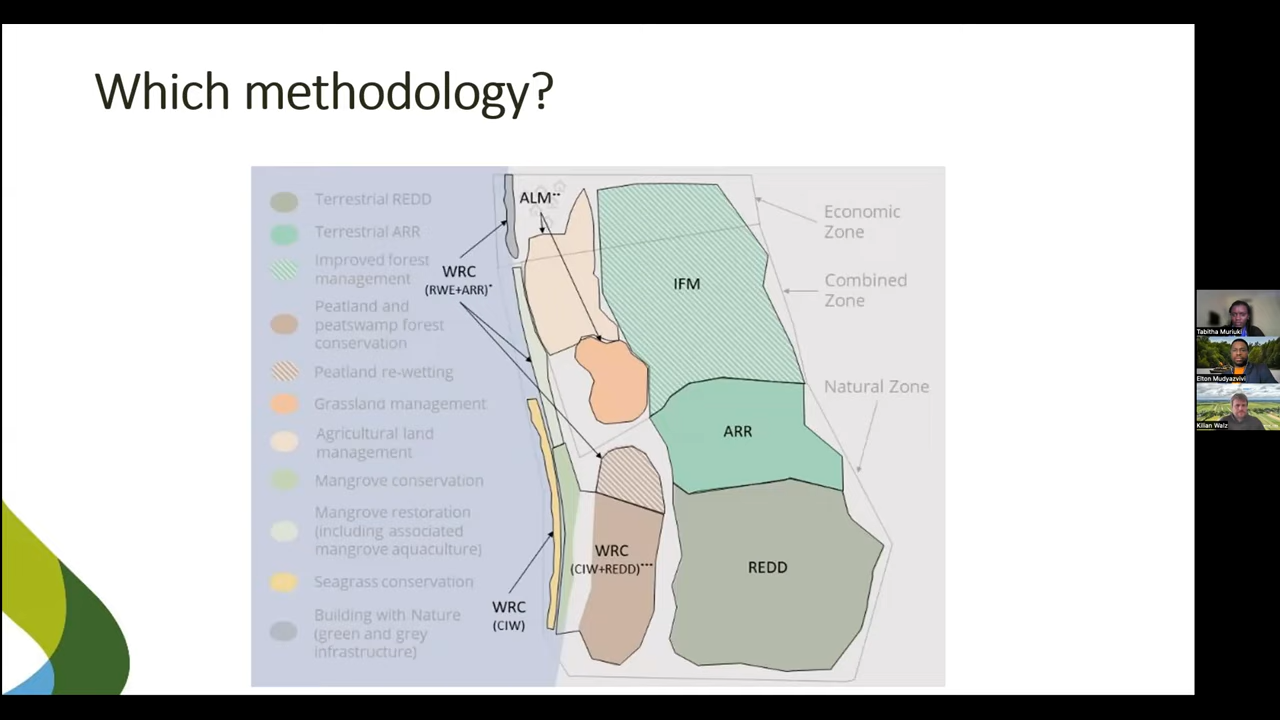 Which methodology?
Terrestrial REDD
Terrestrial ARR
Improved forest
management
Peatland and
peatswamp forest
conservation
Peatland re-wetting
Grassland management
Agricultural land
management
Mangrove conservation
Mangrove restoration
(including associated
mangrove aquaculture)
Seagrass conservation
Building with Nature
(green and grey
infrastructure)
ALM**
WRC
(RWE+ARR)*
WRC
(CIW)
WRC
(CIW+REDD)***
IFM
ARR
REDD
Economic
Zone
Combined
Zone
Natural Zone
Tabitha Muriuki
Elton Mudyazvivi
Kilian Walz